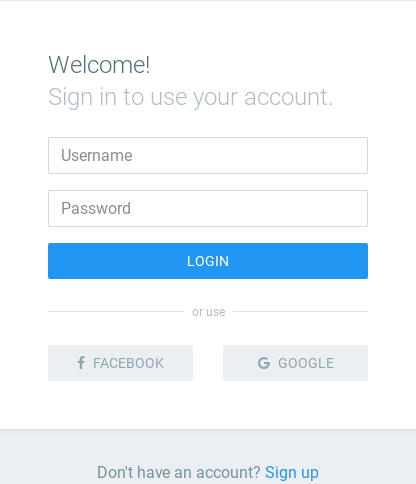 Welcome!
Sign in to use your account.
Username
Password
LOGIN
or use
FACEBOOK
GOOGLE
Don't have an account? Sign up